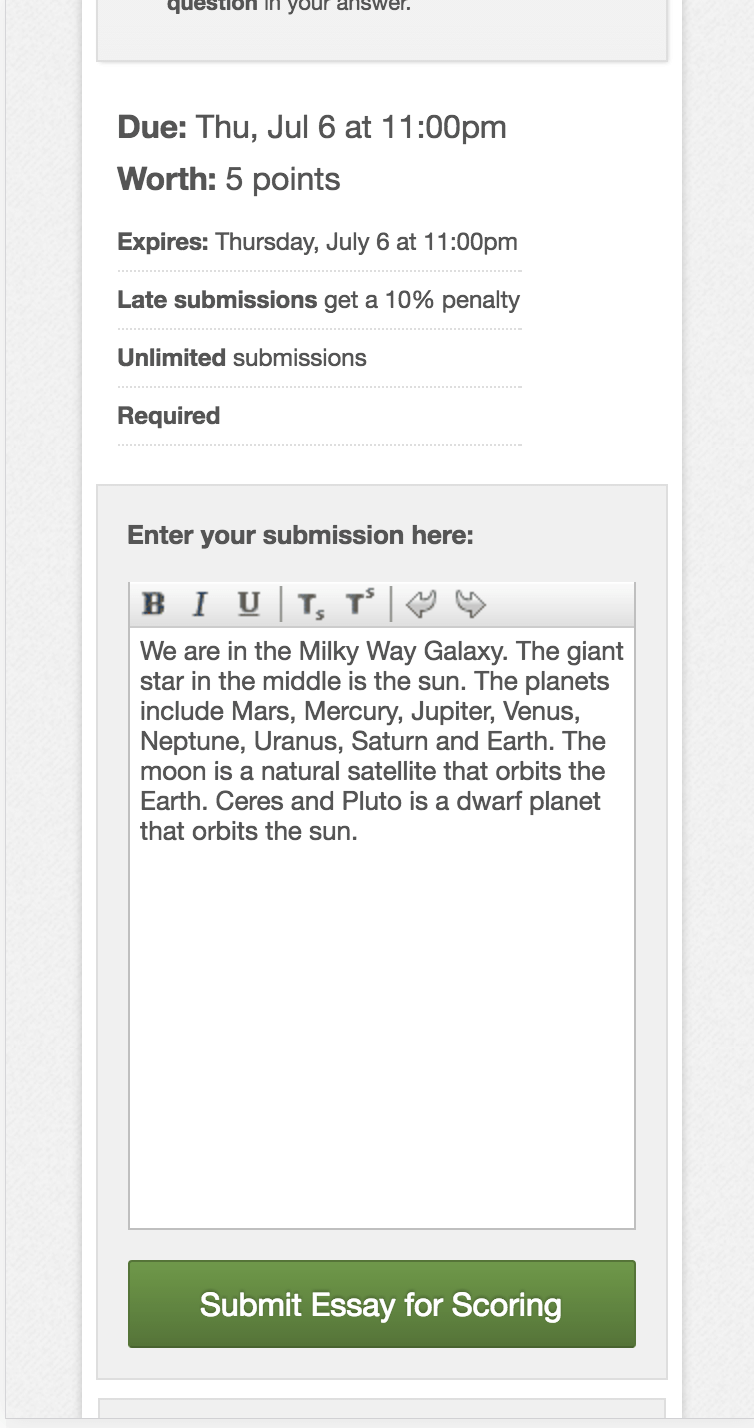 question in your answer.
Due: Thu, Jul 6 at 11:00pm
Worth: 5 points
Expires: Thursday, July 6 at 11:00pm
Late submissions get a 10% penalty
Unlimited submissions
Required
Enter your submission here:
B I U Ts Ts
We are in the Milky Way Galaxy. The giant
star in the middle is the sun. The planets
include Mars, Mercury, Jupiter, Venus,
Neptune, Uranus, Saturn and Earth. The
moon is a natural satellite that orbits the
Earth. Ceres and Pluto is a dwarf planet
that orbits the sun.
Submit Essay for Scoring